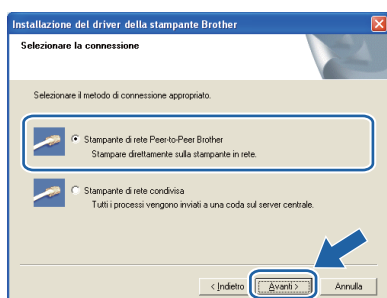 Installazione del driver della stampante Brother
Selezionare la connessione
Selezionare il metodo di connessione appropriato.
Stampante di rete Peer-to-Peer Brother
Stampare direttamente sulla stampante in rete.
Stampante di rete condivisa
Tutti i processi vengono inviati a una coda sul server centrale.
< Indietro Avanti > Annulla